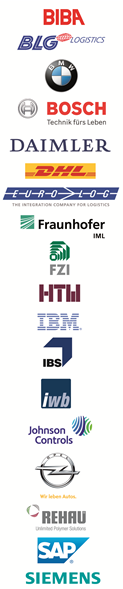 BIBA
BLG LOGISTICS
BMW
BOSCH
Technik fürs Leben
DAIMLER
DHL
EURO-LOG
THE INTEGRATION COMPANY FOR LOGISTICS
Fraunhofer
IML
FZI
HTW
IBM
IBS
iwb
Johnson
Controls
Wir leben Autos.
REHAU
Unlimited Polymer Solutions
SAP
SIEMENS